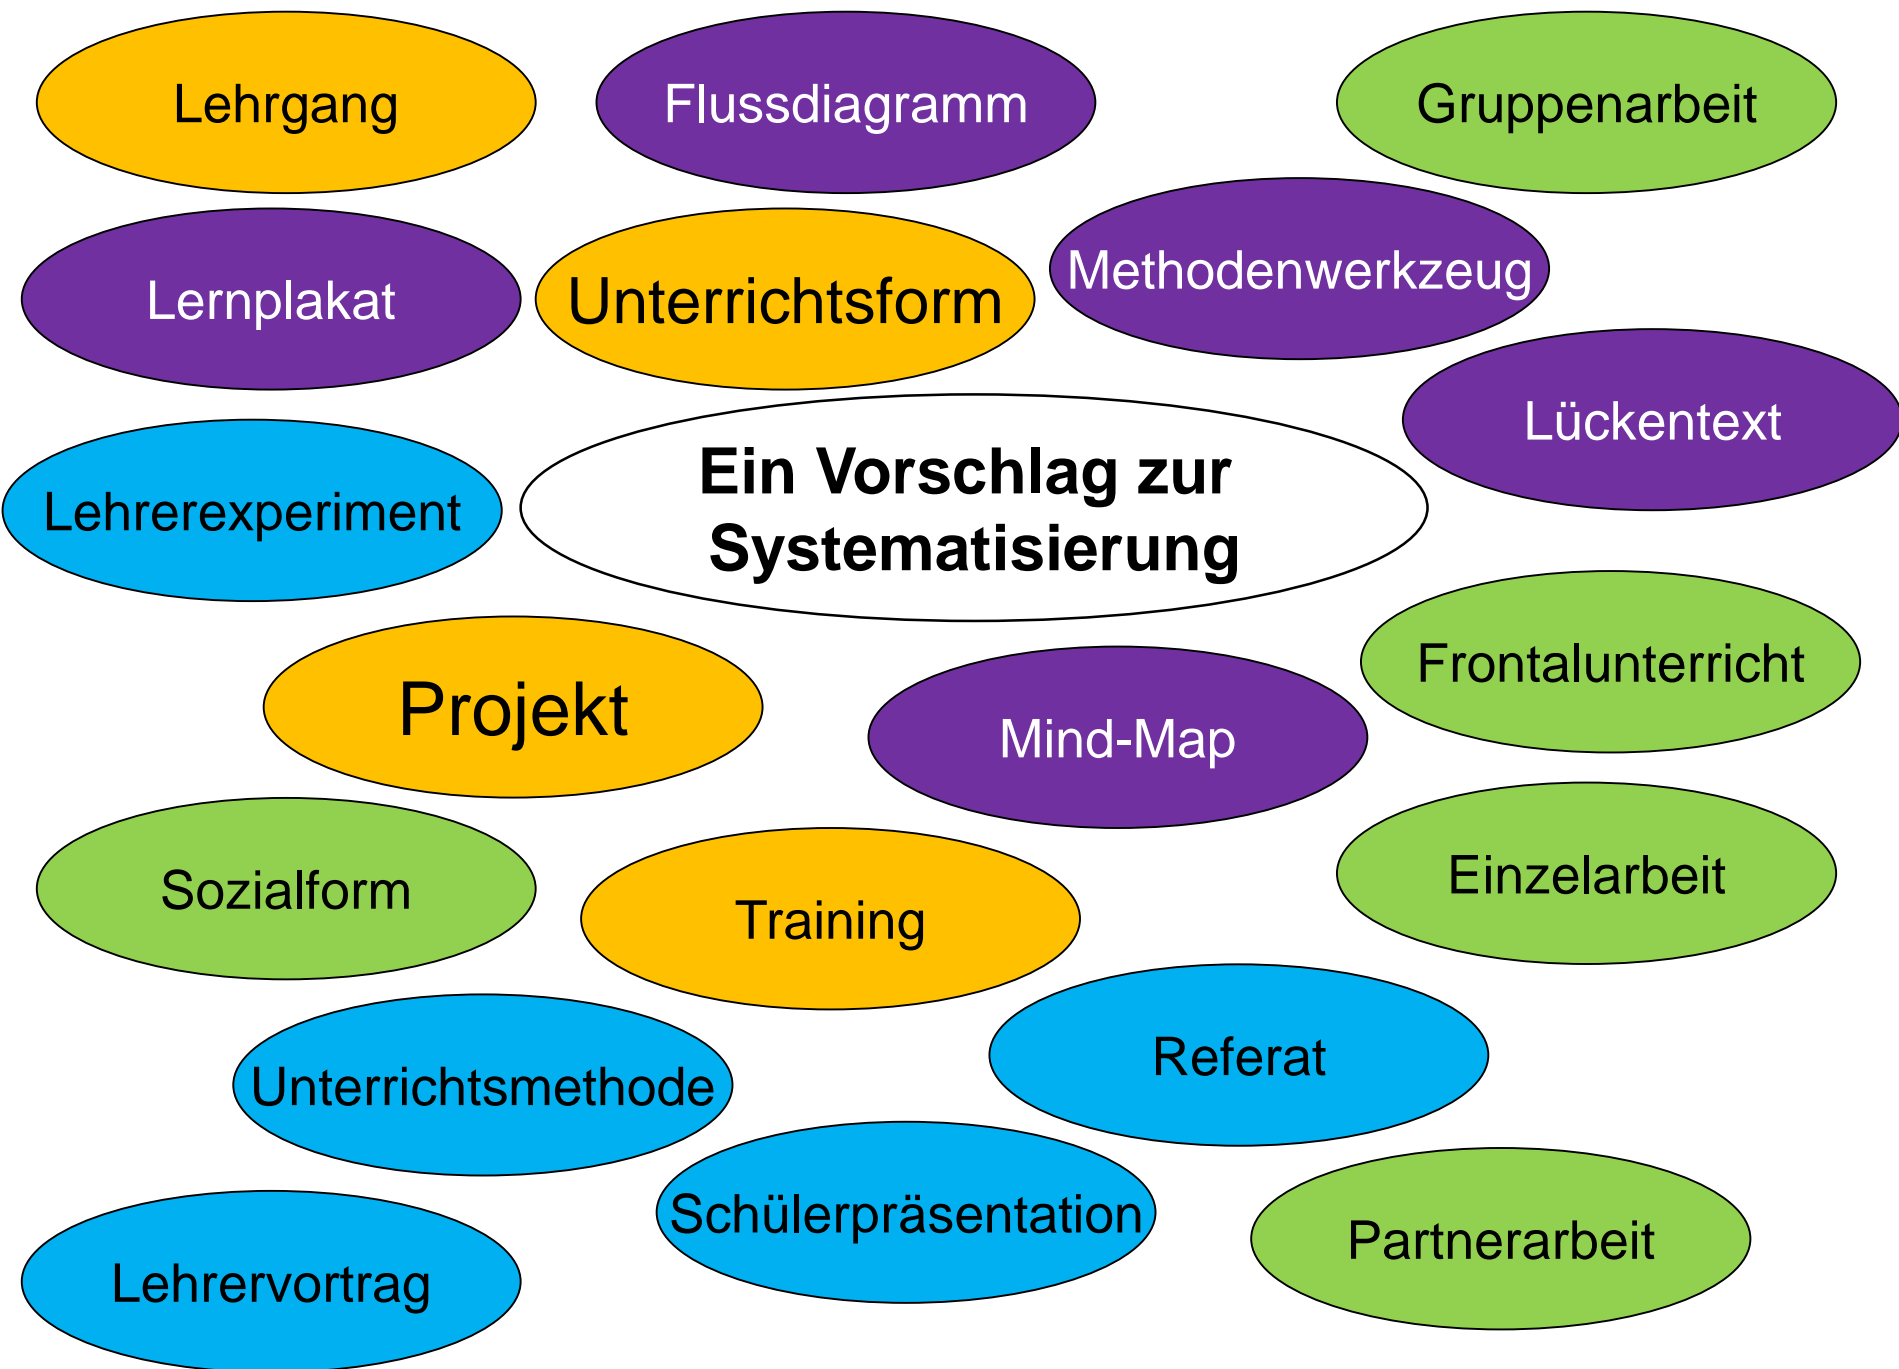 Lehrgang
Flussdiagramm
Gruppenarbeit
Methodenwerkzeug
Lernplakat
Unterrichtsform
Lückentext
Ein Vorschlag zur
Systematisierung
Lehrerexperiment
Frontalunterricht
Projekt
Mind-Map
Einzelarbeit
Sozialform
Training
Referat
Unterrichtsmethode
Schülerpräsentation
Partnerarbeit
Lehrervortrag